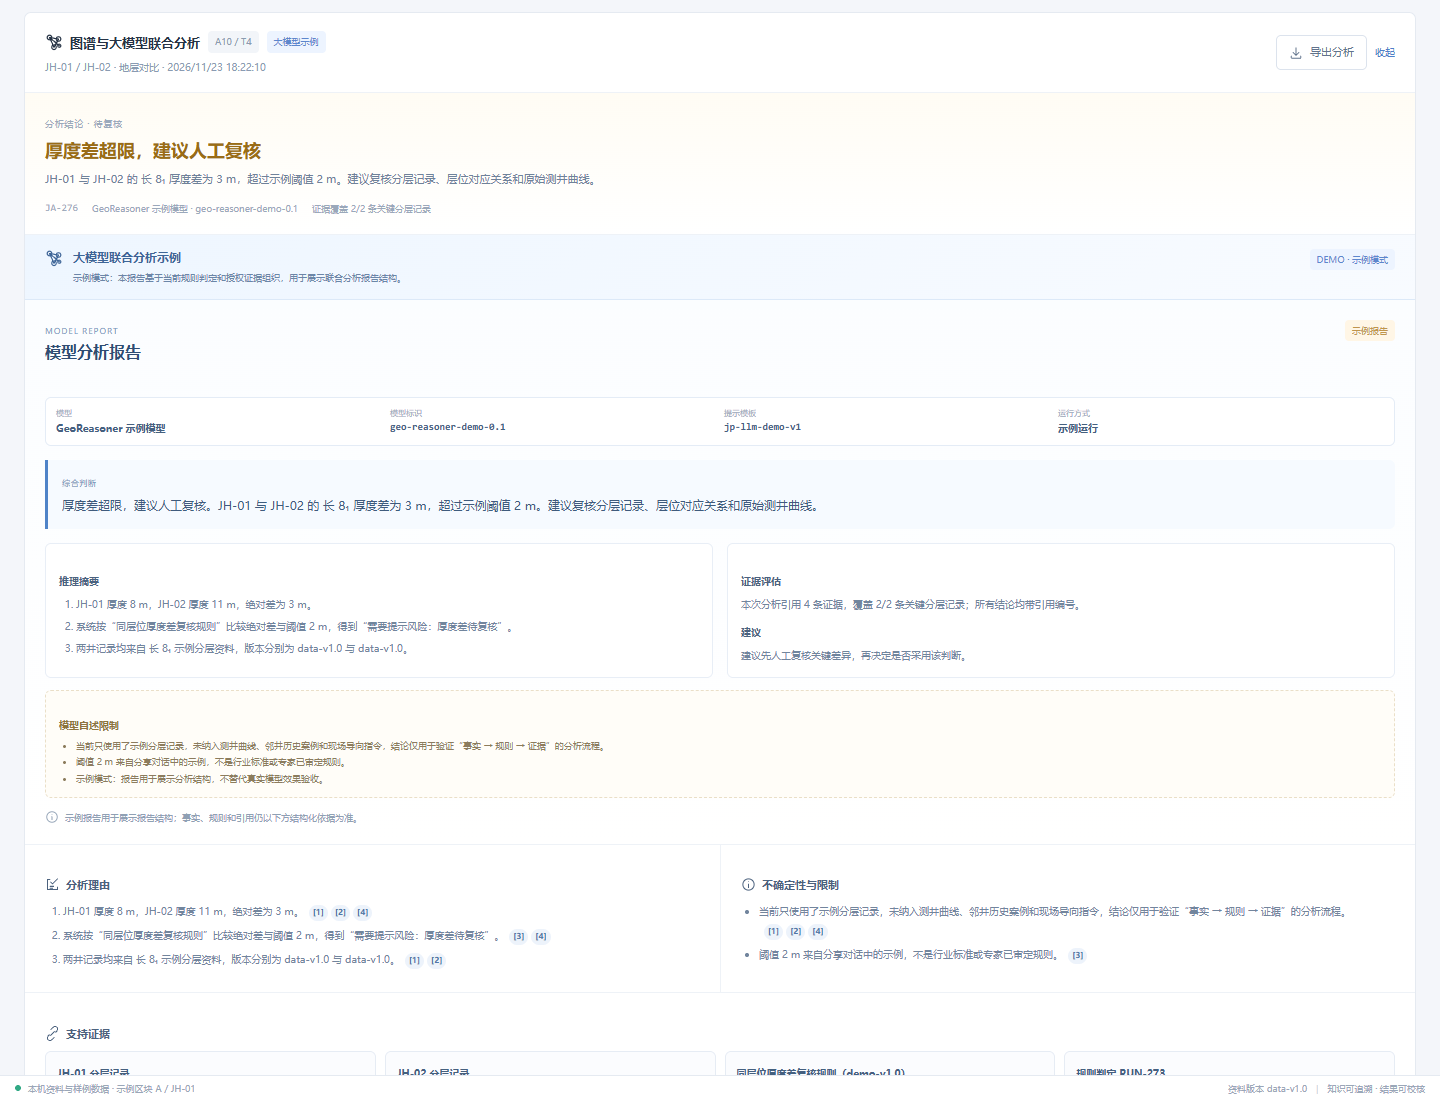 图谱与大模型联合分析 A10 / T4 大模型示例
JH-01 / JH-02 · 地层对比 · 2026/11/23 18:22:10
导出分析 收起
分析结论 · 待复核
厚度差超限，建议人工复核
JH-01 与 JH-02 的 长 8₁ 厚度差为 3 m，超过示例阈值 2 m。建议复核分层记录、层位对应关系和原始测井曲线。
JA-276 GeoReasoner 示例模型 · geo-reasoner-demo-0.1 证据覆盖 2/2 条关键分层记录
大模型联合分析示例
示例模式：本报告基于当前规则判定和授权证据组织，用于展示联合分析报告结构。
DEMO · 示例模式
MODEL REPORT
模型分析报告
示例报告
模型 模型标识 提示模板 运行方式
GeoReasoner 示例模型 geo-reasoner-demo-0.1 jp-llm-demo-v1 示例运行
综合判断
厚度差超限，建议人工复核。JH-01 与 JH-02 的 长 8₁ 厚度差为 3 m，超过示例阈值 2 m。建议复核分层记录、层位对应关系和原始测井曲线。
推理摘要
1. JH-01 厚度 8 m，JH-02 厚度 11 m，绝对差为 3 m。
2. 系统按“同层位厚度差复核规则”比较绝对差与阈值 2 m，得到“需要提示风险：厚度差待复核”。
3. 两井记录均来自 长 8₁ 示例分层资料，版本分别为 data-v1.0 与 data-v1.0。
证据评估
本次分析引用 4 条证据，覆盖 2/2 条关键分层记录；所有结论均带引用编号。
建议
建议先人工复核关键差异，再决定是否采用该判断。
模型自述限制
• 当前只使用了示例分层记录，未纳入测井曲线、邻井历史案例和现场导向指令，结论仅用于验证“事实 → 规则 → 证据”的分析流程。
• 阈值 2 m 来自分享对话中的示例，不是行业标准或专家已审定规则。
• 示例模式：报告用于展示分析结构，不替代真实模型效果验收。
示例报告用于展示报告结构；事实、规则和引用仍以下方结构化依据为准。
分析理由
1. JH-01 厚度 8 m，JH-02 厚度 11 m，绝对差为 3 m。 [1] [2] [4]
2. 系统按“同层位厚度差复核规则”比较绝对差与阈值 2 m，得到“需要提示风险：厚度差待复核”。 [3] [4]
3. 两井记录均来自 长 8₁ 示例分层资料，版本分别为 data-v1.0 与 data-v1.0。 [1] [2]
不确定性与限制
• 当前只使用了示例分层记录，未纳入测井曲线、邻井历史案例和现场导向指令，结论仅用于验证“事实 → 规则 → 证据”的分析流程。
[1] [2] [4]
• 阈值 2 m 来自分享对话中的示例，不是行业标准或专家已审定规则。 [3]
支持证据
JH-01 分层记录 JH-02 分层记录 同层位厚度差复核规则（demo-v1.0） 规则判定 RUN-273
本机资料与样例数据 · 示例区块 A / JH-01
资料版本 data-v1.0 | 知识可追溯 · 结果可校核